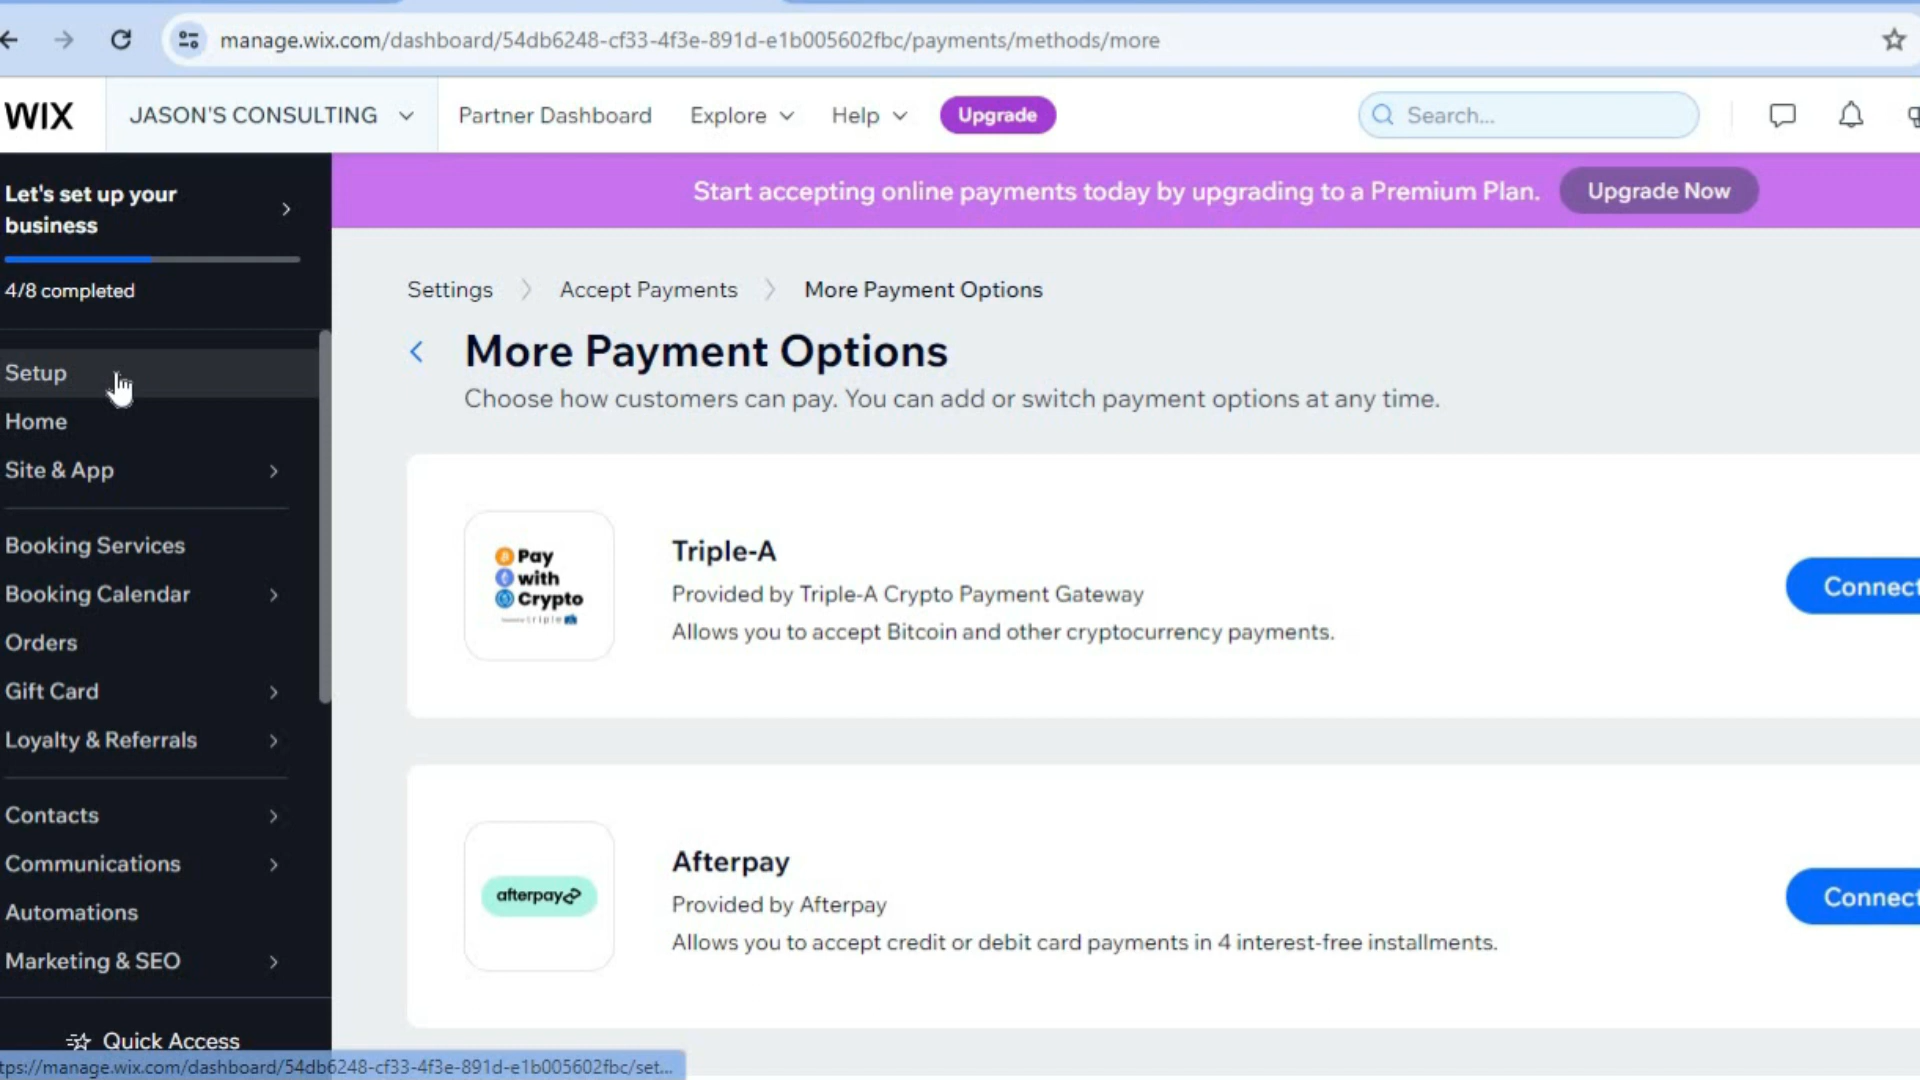 manage.wix.com/dashboard/54db6248-cf33-4f3e-891d-e1b005602fbc/payments/methods/more
WIX
JASON'S CONSULTING
Partner Dashboard
Explore
Help
Upgrade
Search...
Let's set up your
business
4/8 completed
Start accepting online payments today by upgrading to a Premium Plan.
Upgrade Now
Setup
Home
Site & App
Booking Services
Booking Calendar
Orders
Gift Card
Loyalty & Referrals
Contacts
Communications
Automations
Marketing & SEO
Quick Access
Settings
Accept Payments
More Payment Options
More Payment Options
Choose how customers can pay. You can add or switch payment options at any time.
Pay
with
Crypto
triple
Triple-A
Provided by Triple-A Crypto Payment Gateway
Allows you to accept Bitcoin and other cryptocurrency payments.
Connect
afterpay
Afterpay
Provided by Afterpay
Allows you to accept credit or debit card payments in 4 interest-free installments.
Connect
tps://manage.wix.com/dashboard/54db6248-cf33-4f3e-891d-e1b005602fbc/set...